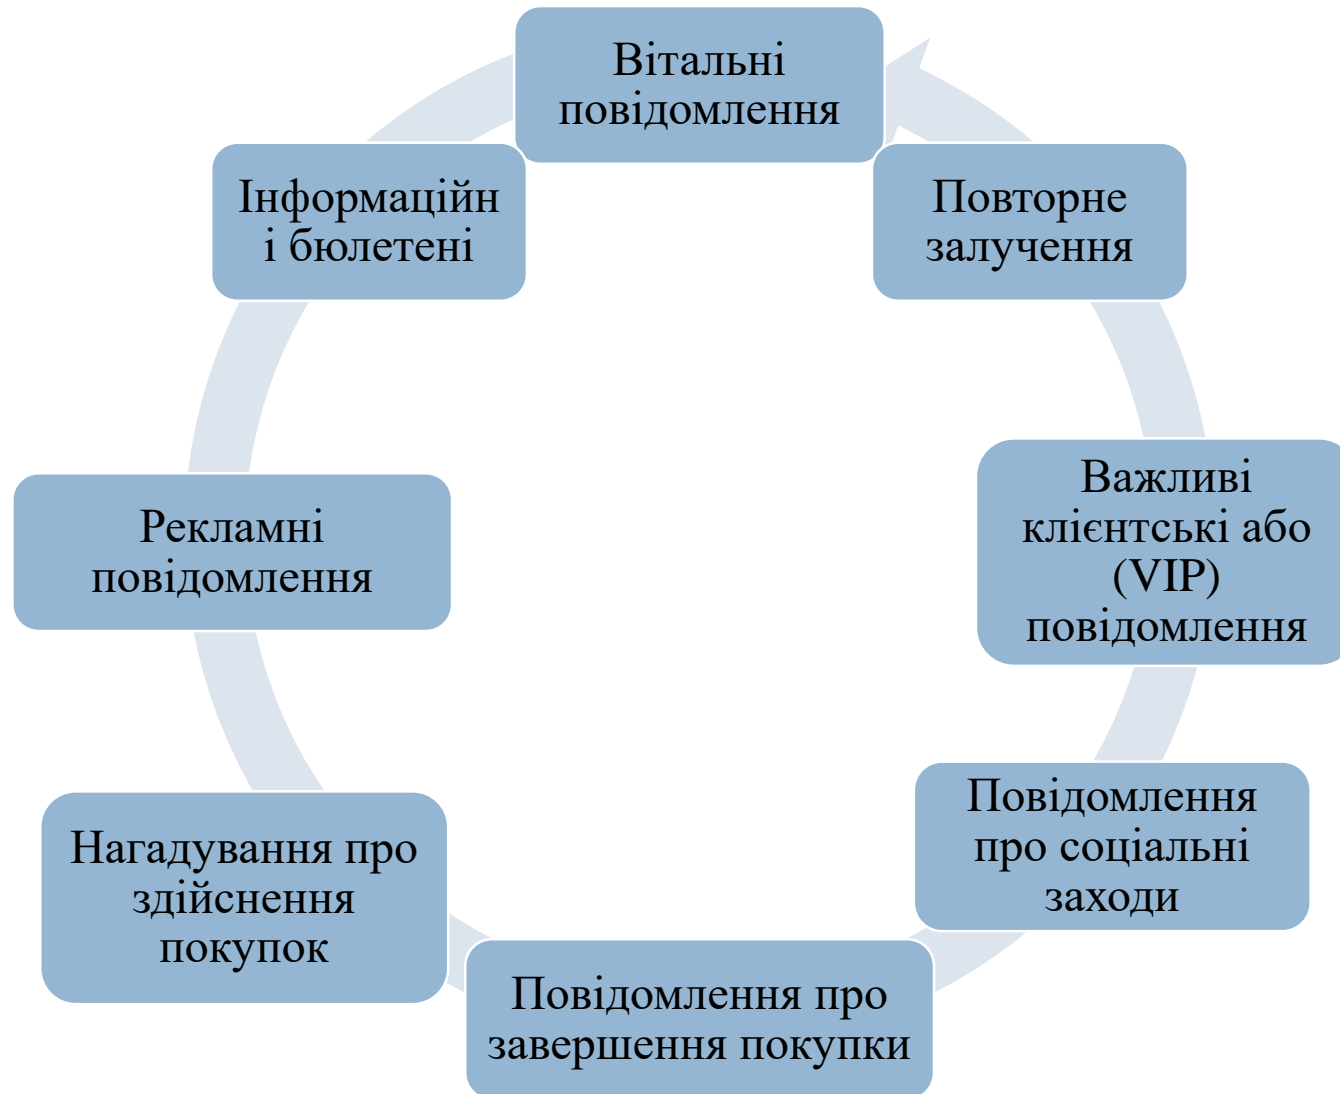 Вітальні
повідомлення
Повторне
залучення
Важливі
клієнтські або
(VIP)
повідомлення
Повідомлення
про соціальні
заходи
Повідомлення про
завершення покупки
Нагадування про
здійснення
покупок
Рекламні
повідомлення
Інформаційн
і бюлетені